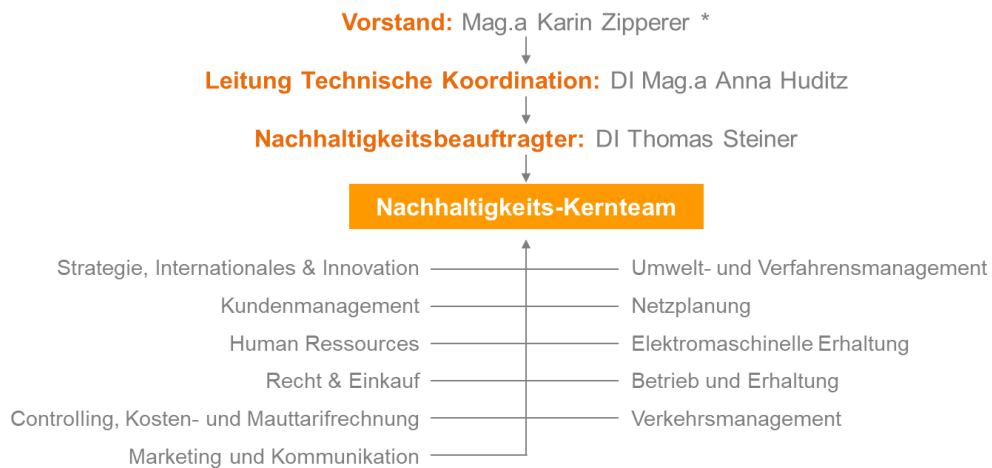 Vorstand: Mag.a Karin Zipperer *
Leitung Technische Koordination: DI Mag.a Anna Huditz
Nachhaltigkeitsbeauftragter: DI Thomas Steiner
Nachhaltigkeits-Kernteam
Strategie, Internationales & Innovation
Umwelt- und Verfahrensmanagement
Kundenmanagement
Netzplanung
Human Ressources
Elektromaschinelle Erhaltung
Recht & Einkauf
Betrieb und Erhaltung
Controlling, Kosten- und Mauttarifrechnung
Verkehrsmanagement
Marketing und Kommunikation